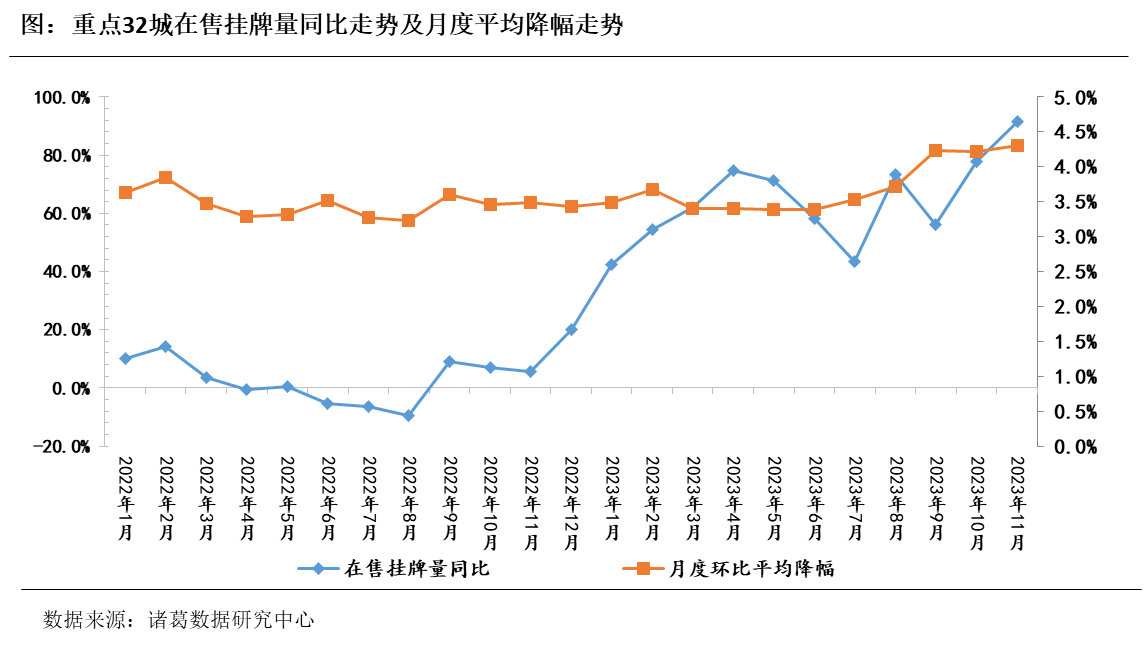 图：重点32城在售挂牌量同比走势及月度平均降幅走势
100.0%
80.0%
60.0%
40.0%
20.0%
0.0%
-20.0%
5.0%
4.5%
4.0%
3.5%
3.0%
2.5%
2.0%
1.5%
1.0%
0.5%
0.0%
2022年1月
2022年2月
2022年3月
2022年4月
2022年5月
2022年6月
2022年7月
2022年8月
2022年9月
2022年10月
2022年11月
2022年12月
2023年1月
2023年2月
2023年3月
2023年4月
2023年5月
2023年6月
2023年7月
2023年8月
2023年9月
2023年10月
2023年11月
在售挂牌量同比
月度环比平均降幅
数据来源：诸葛数据研究中心